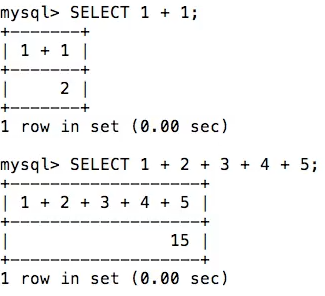 mysql> SELECT 1 + 1;
+-------+
| 1 + 1 |
+-------+
|     2 |
+-------+
1 row in set (0.00 sec)

mysql> SELECT 1 + 2 + 3 + 4 + 5;
+-------------------+
| 1 + 2 + 3 + 4 + 5 |
+-------------------+
|                15 |
+-------------------+
1 row in set (0.00 sec)